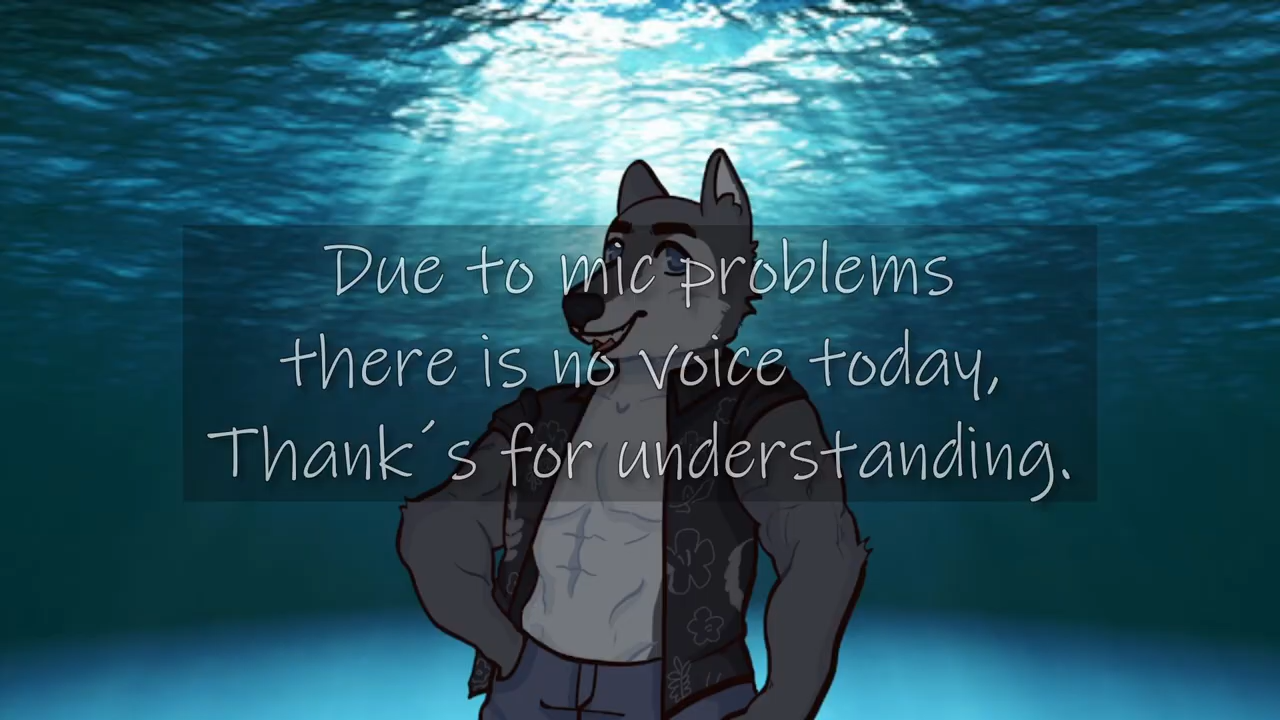 Due to mic problems
there is no voice today,
Thank´s for understanding.